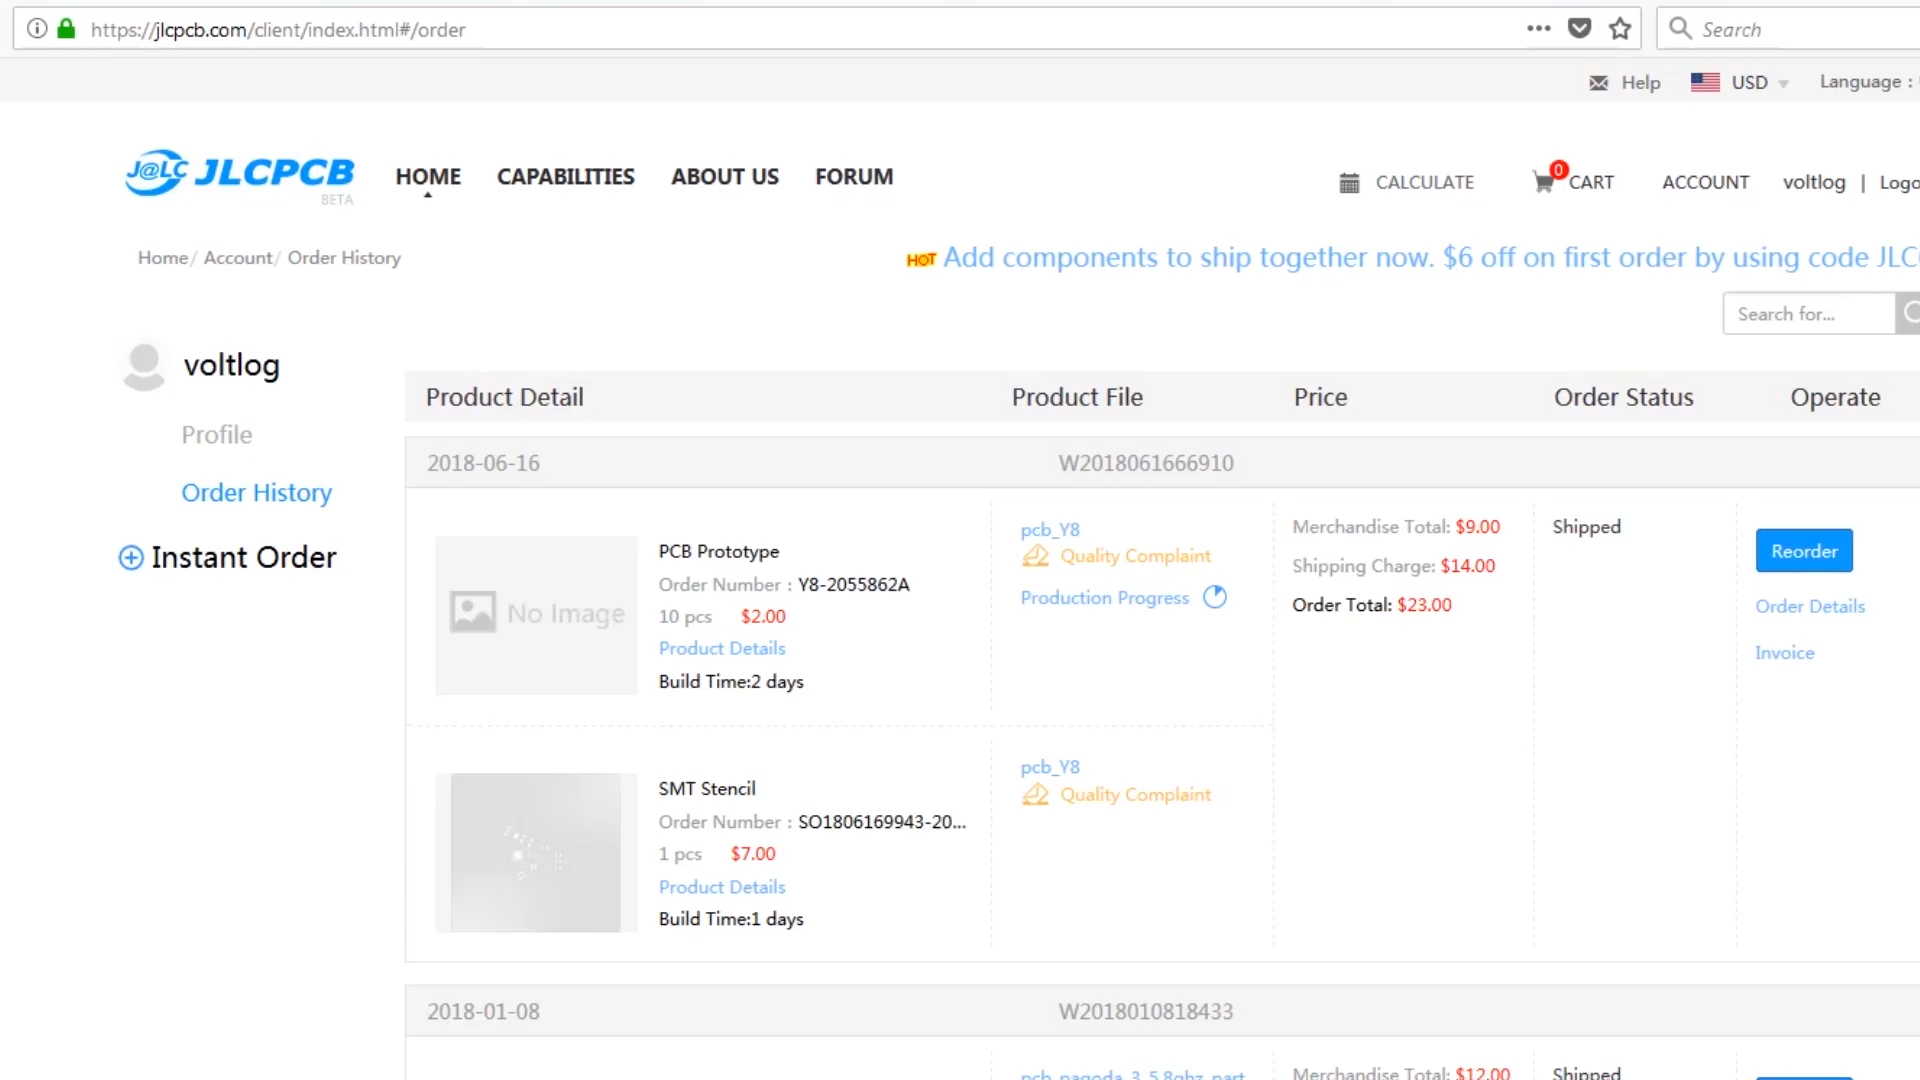 https://jlcpcb.com/client/index.html#/order
Search
Help
USD
Language :
J@LC JLCPCB
BETA
HOME
CAPABILITIES
ABOUT US
FORUM
CALCULATE
0
CART
ACCOUNT
voltlog
|
Logo
Home/ Account/ Order History
HOT Add components to ship together now. $6 off on first order by using code JLC
Search for...
voltlog
Profile
Order History
Instant Order
Product Detail
Product File
Price
Order Status
Operate
2018-06-16
W2018061666910
No Image
PCB Prototype
Order Number : Y8-2055862A
10 pcs $2.00
Product Details
Build Time:2 days
pcb_Y8
Quality Complaint
Production Progress
Merchandise Total: $9.00
Shipping Charge: $14.00
Order Total: $23.00
Shipped
Reorder
Order Details
Invoice
SMT Stencil
Order Number : SO1806169943-20...
1 pcs $7.00
Product Details
Build Time:1 days
pcb_Y8
Quality Complaint
2018-01-08
W2018010818433
pcb_pagoda_3_5.8ghz_part
Merchandise Total: $12.00
Shipped